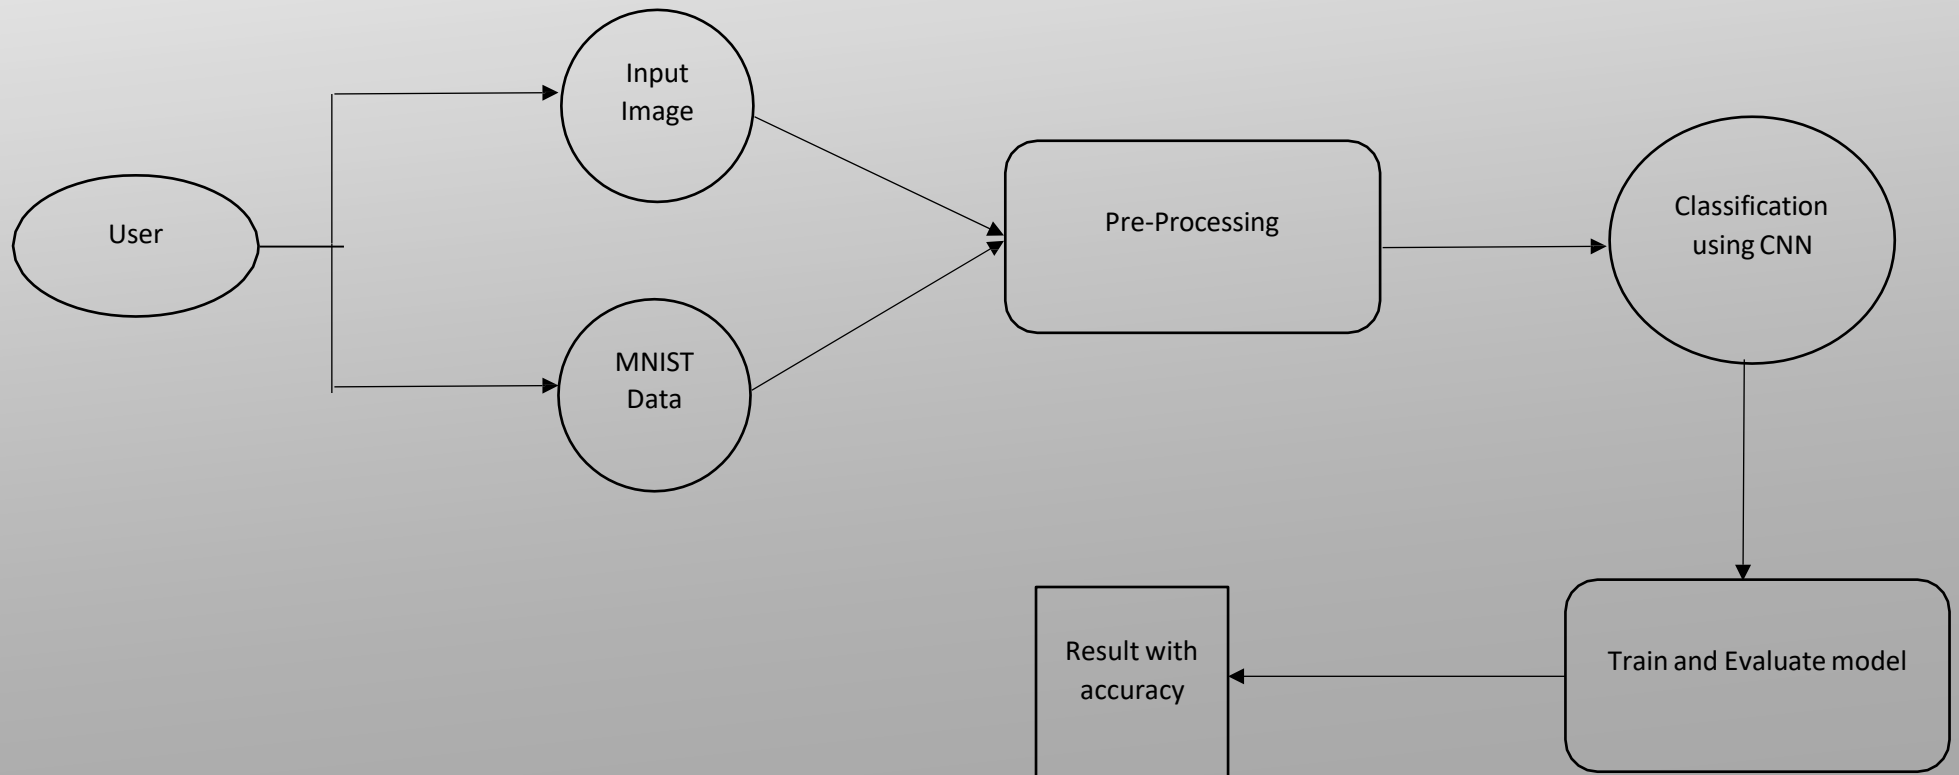 User
Input
Image
MNIST
Data
Pre-Processing
Classification
using CNN
Train and Evaluate model
Result with
accuracy